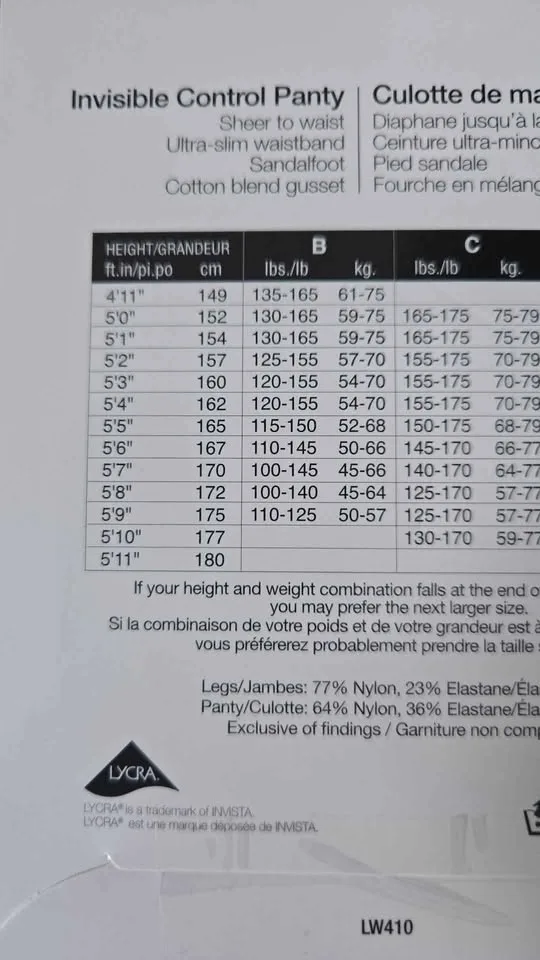 Invisible Control Panty
Sheer to waist
Ultra-slim waistband
Sandalfoot
Cotton blend gusset
Culotte de
Diaphane jusqu'à
Ceinture ultra-minc
Pied sandale
Fourche en mélang
HEIGHT/GRANDEUR B C
ft.in/pi.po cm lbs./lb kg. lbs./lb kg.
4'11" 149 135-165 61-75
5'0" 152 130-165 59-75 165-175 75-79
5'1" 154 130-165 59-75 165-175 75-79
5'2" 157 125-155 57-70 155-175 70-79
5'3" 160 120-155 54-70 155-175 70-79
5'4" 162 120-155 54-70 155-175 70-79
5'5" 165 115-150 52-68 150-175 68-79
5'6" 167 110-145 50-66 145-170 66-77
5'7" 170 100-145 45-66 140-170 64-77
5'8" 172 100-140 45-64 125-170 57-77
5'9" 175 110-125 50-57 125-170 57-77
5'10" 177 130-170 59-77
5'11" 180
If your height and weight combination falls at the end
you may prefer the next larger size.
Si la combinaison de votre poids et de votre grandeur est à
vous préférerez probablement prendre la taille
Legs/Jambes: 77% Nylon, 23% Elastane/Éla
Panty/Culotte: 64% Nylon, 36% Elastane/Éla
Exclusive of findings / Garniture non comp
LYCRA®
LYCRA® is a trademark of INVISTA.
LYCRA® est une marque déposée de INVISTA.
LW410